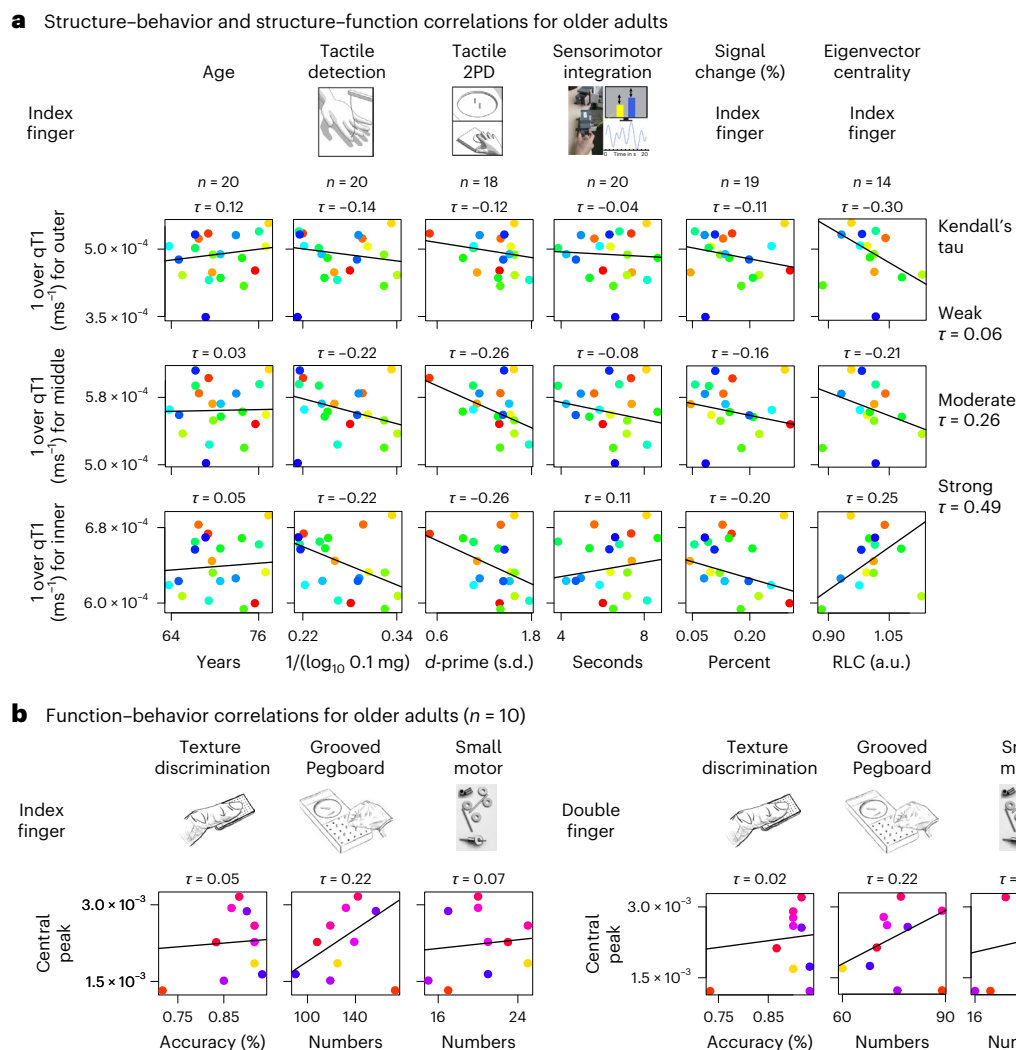 a Structure–behavior and structure–function correlations for older adults
Age
Tactile
detection
Tactile
2PD
Sensorimotor
integration
Signal
change (%)
Eigenvector
centrality
Index
finger
Index
finger
Index
finger
0 Time in s 20
n = 20
n = 20
n = 18
n = 20
n = 19
n = 14
τ = 0.12
τ = −0.14
τ = −0.12
τ = −0.04
τ = −0.11
τ = −0.30
1 over qT1
(ms⁻¹) for outer
5.0 × 10⁻⁴
3.5 × 10⁻⁴
Kendall’s
tau
Weak
τ = 0.06
τ = 0.03
τ = −0.22
τ = −0.26
τ = −0.08
τ = −0.16
τ = −0.21
1 over qT1
(ms⁻¹) for middle
5.8 × 10⁻⁴
5.0 × 10⁻⁴
Moderate
τ = 0.26
Strong
τ = 0.49
τ = 0.05
τ = −0.22
τ = −0.26
τ = 0.11
τ = −0.20
τ = 0.25
1 over qT1
(ms⁻¹) for inner
6.8 × 10⁻⁴
6.0 × 10⁻⁴
64 76
0.22 0.34
0.6 1.8
4 8
0.05 0.20
0.90 1.05
Years
1/(log₁₀ 0.1 mg)
d-prime (s.d.)
Seconds
Percent
RLC (a.u.)
b Function–behavior correlations for older adults (n = 10)
Texture
discrimination
Grooved
Pegboard
Small
motor
Index
finger
τ = 0.05
τ = 0.22
τ = 0.07
Central
peak
3.0 × 10⁻³
1.5 × 10⁻³
0.75 0.85
100 140
16 24
Accuracy (%)
Numbers
Numbers
Texture
discrimination
Grooved
Pegboard
Double
finger
τ = 0.02
τ = 0.22
Central
peak
3.0 × 10⁻³
1.5 × 10⁻³
0.75 0.85
60 90
16
Accuracy (%)
Numbers